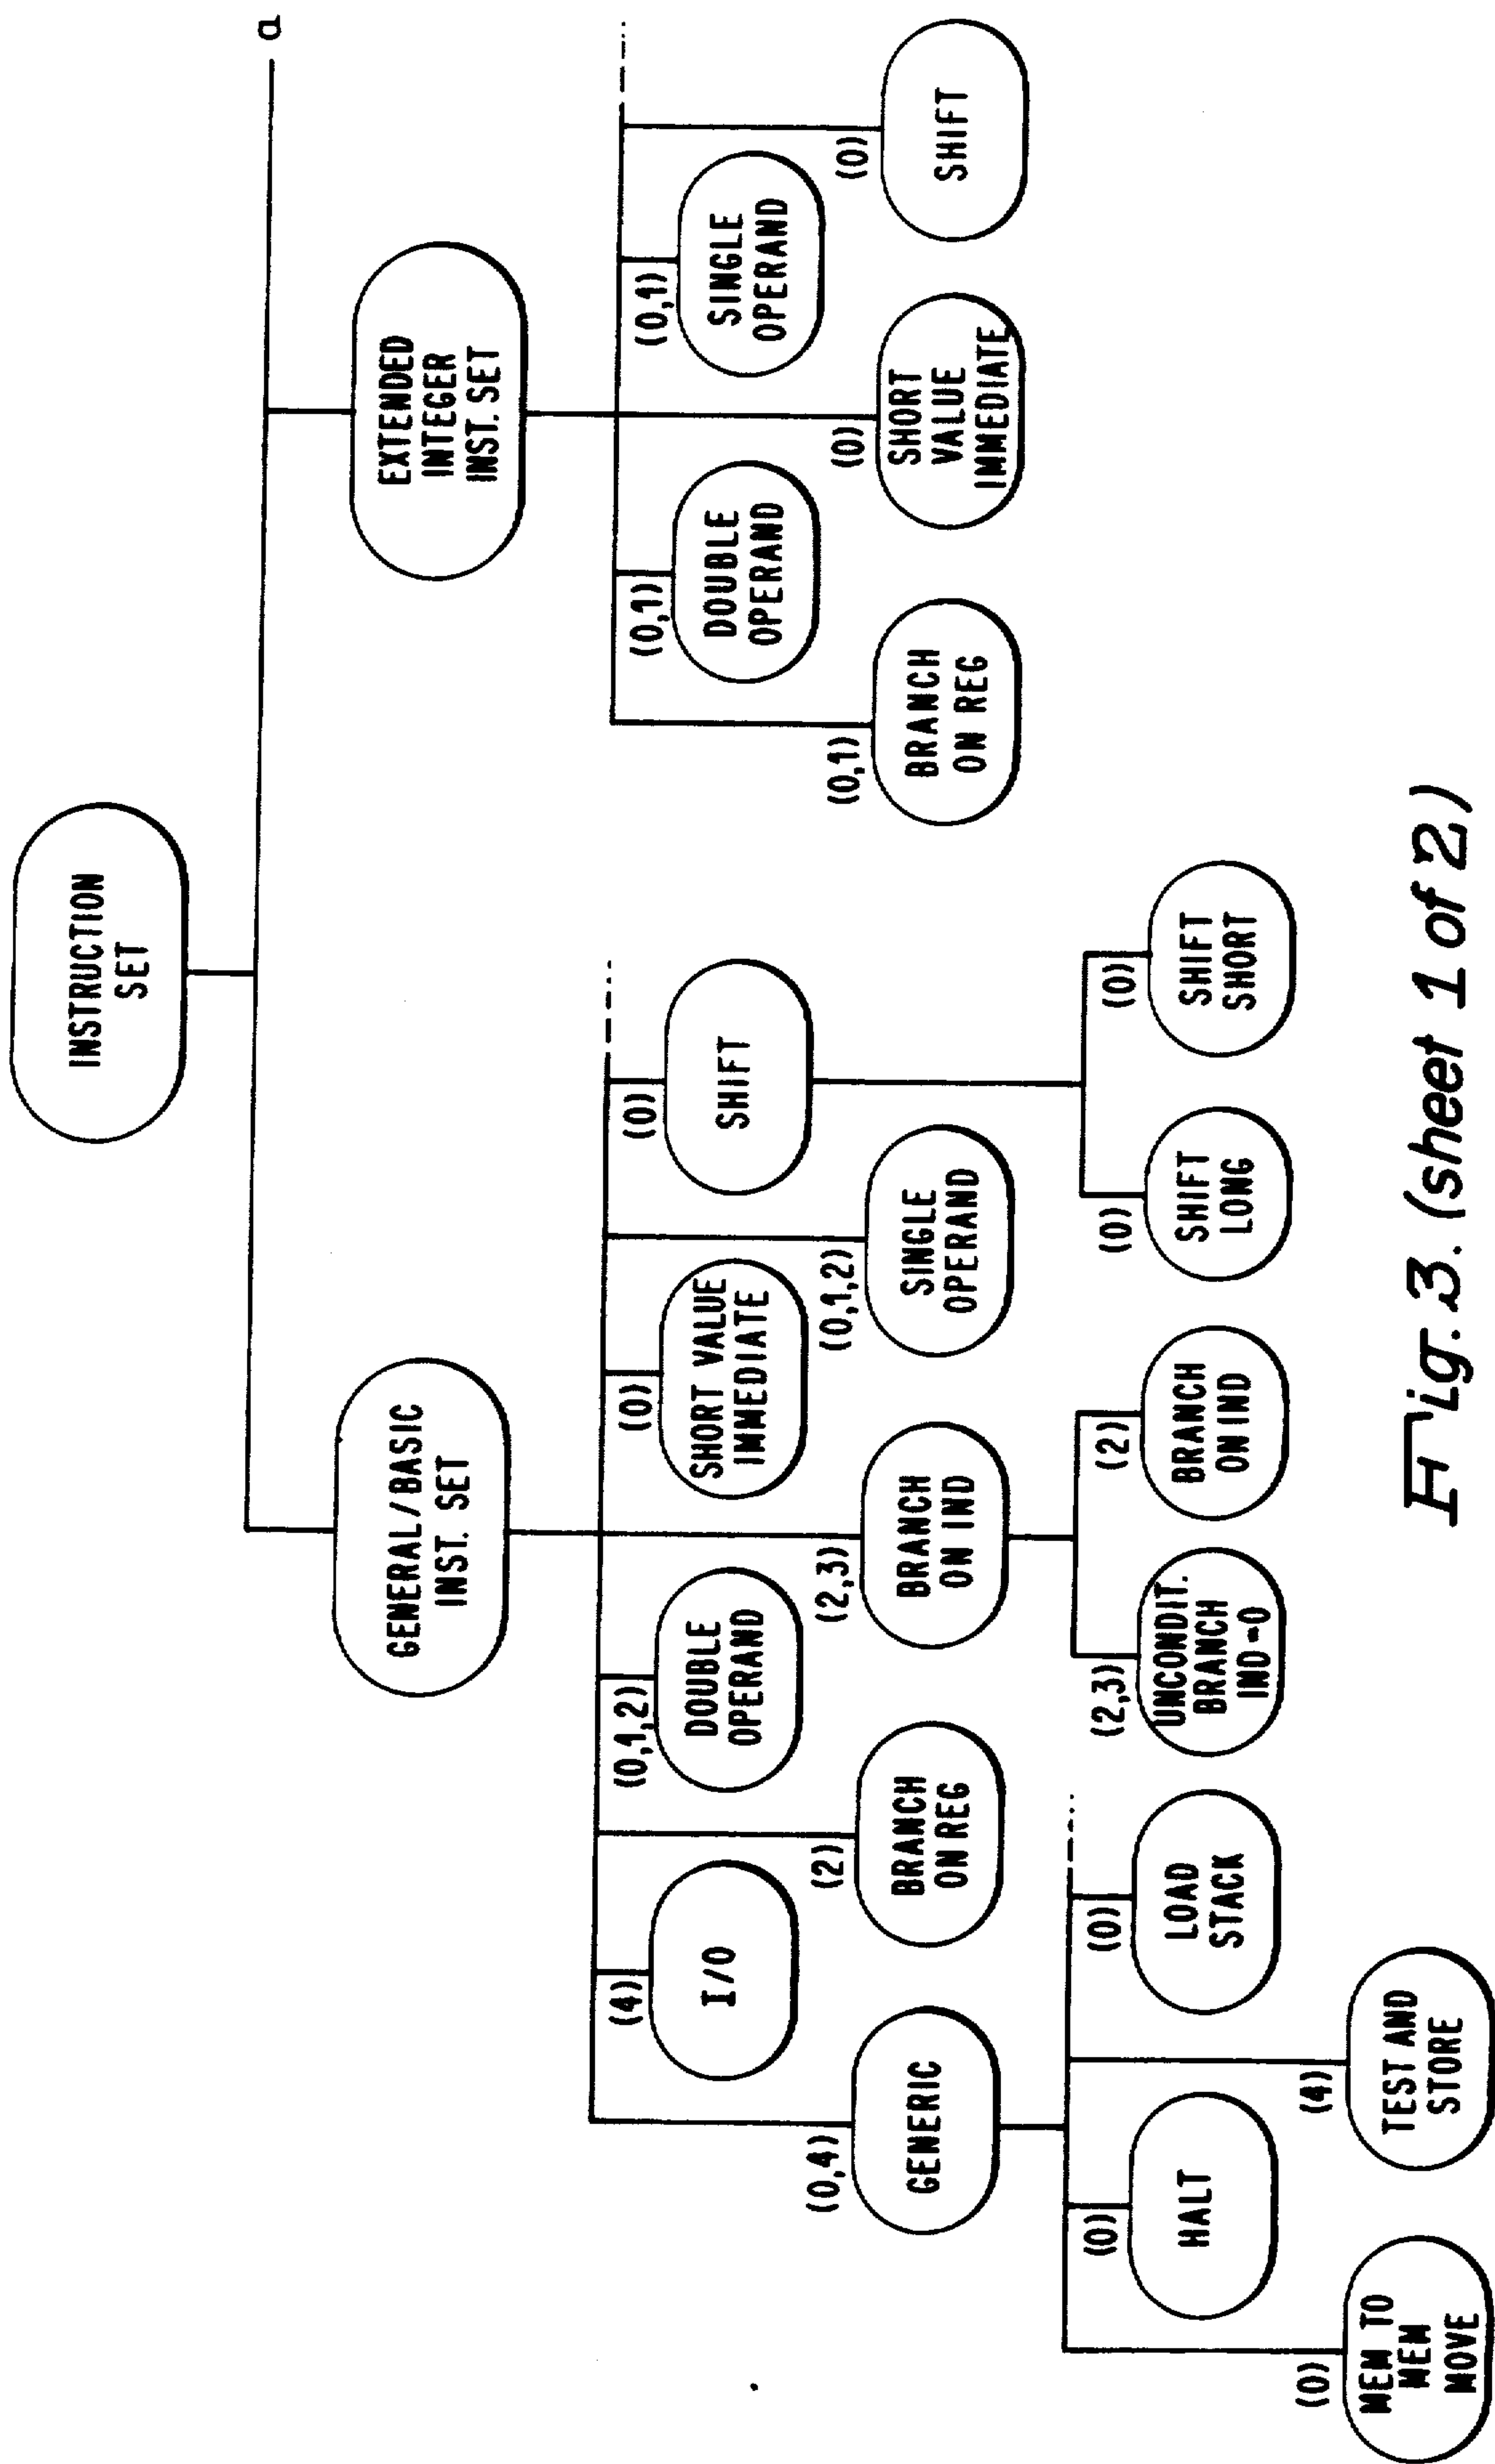 INSTRUCTION
SET
a
GENERAL/BASIC
INST. SET
EXTENDED
INTEGER
INST. SET
(0,4)
GENERIC
(4)
I/O
(2)
BRANCH
ON REG
(0,1,2)
DOUBLE
OPERAND
(2,3)
BRANCH
ON IND
(0)
SHORT VALUE
IMMEDIATE
(0,1,2)
SINGLE
OPERAND
(0)
SHIFT
(0,1)
BRANCH
ON REG
(0,1)
DOUBLE
OPERAND
(0)
SHORT
VALUE
IMMEDIATE
(0,1)
SINGLE
OPERAND
(0)
SHIFT
(0)
MEM TO
MEM
MOVE
(0)
HALT
(4)
TEST AND
STORE
(0)
LOAD
STACK
(2,3)
UNCONDIT.
BRANCH
IND=0
(2)
BRANCH
ON IND
(0)
SHIFT
LONG
(0)
SHIFT
SHORT
Fig. 3. (sheet 1 of 2)